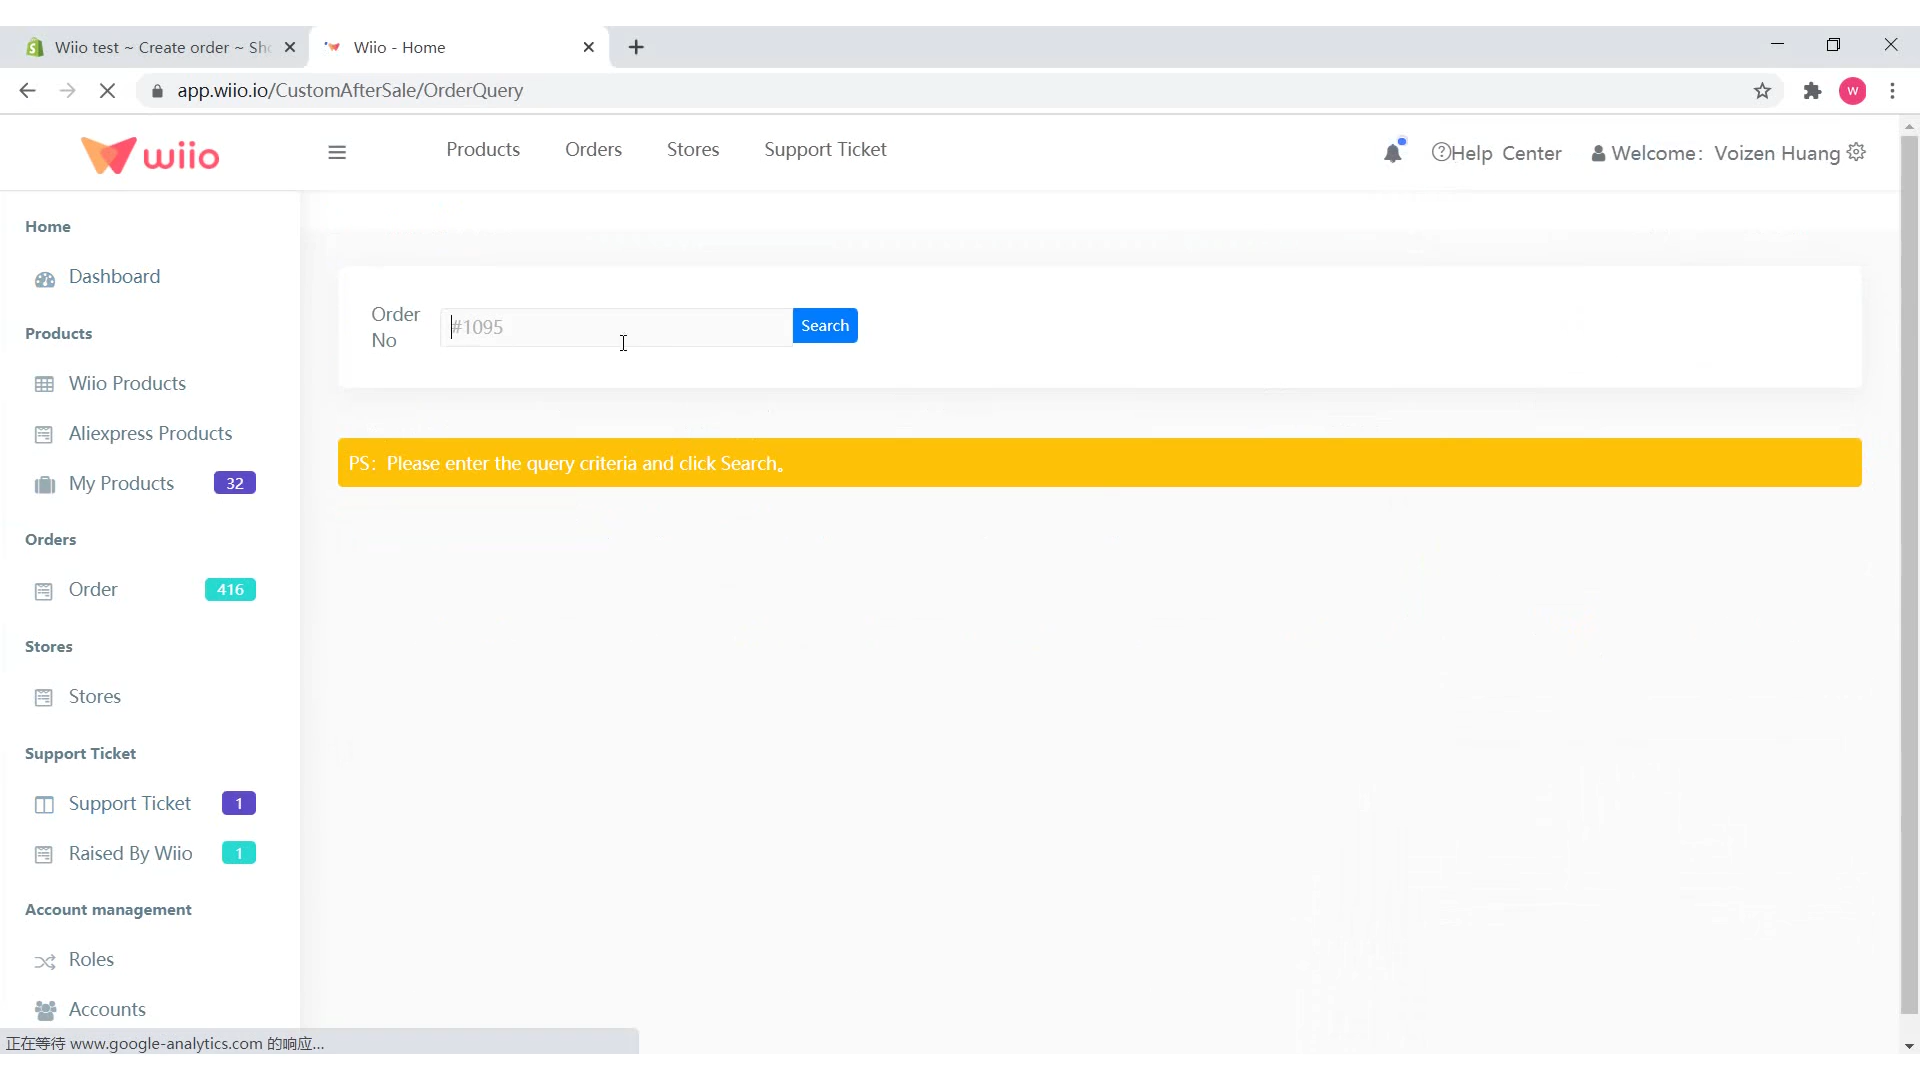 Wiio test ~ Create order ~ Sh
Wiio - Home
app.wiio.io/CustomAfterSale/OrderQuery
W
wiio
Products
Orders
Stores
Support Ticket
Help Center
Welcome： Voizen Huang
Home
Dashboard
Products
Wiio Products
Aliexpress Products
My Products 32
Orders
Order 416
Stores
Stores
Support Ticket
Support Ticket 1
Raised By Wiio 1
Account management
Roles
Accounts
Order
No
#1095
Search
PS： Please enter the query criteria and click Search。
正在等待 www.google-analytics.com 的响应...